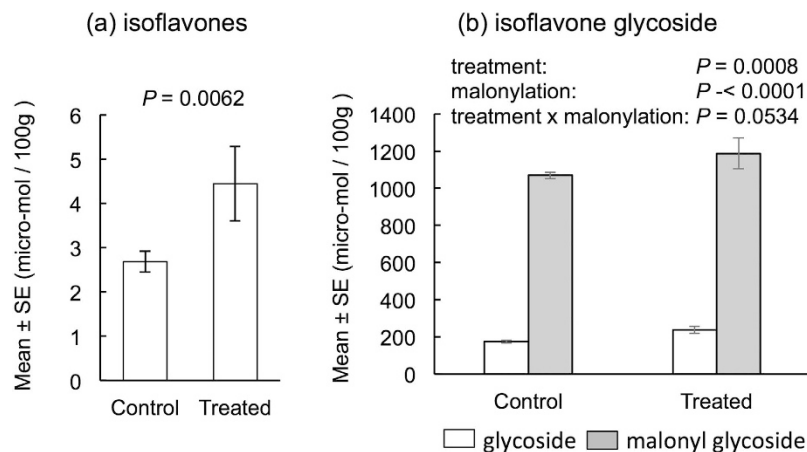 (a) isoflavones
P = 0.0062
Mean ± SE (micro-mol / 100g)
6
5
4
3
2
1
0
Control Treated
(b) isoflavone glycoside
treatment: P = 0.0008
malonylation: P -< 0.0001
treatment x malonylation: P = 0.0534
Mean ± SE (micro-mol / 100g )
1400
1200
1000
800
600
400
200
0
Control Treated
glycoside malonyl glycoside